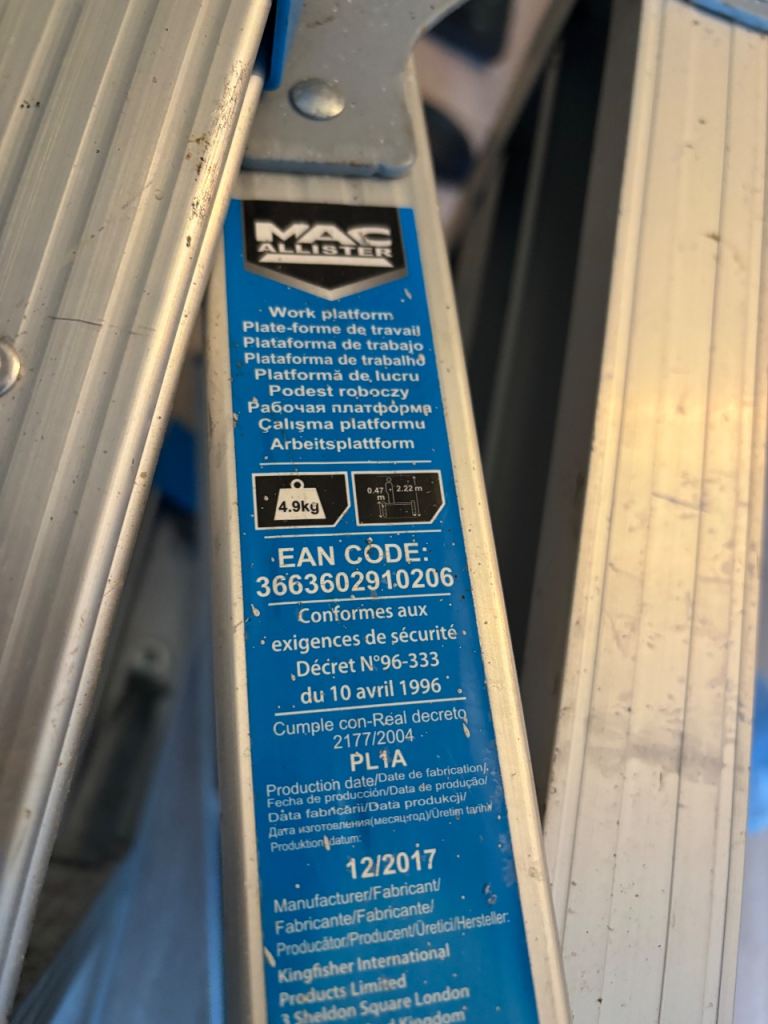 MAC
ALLISTER
Work platform
Plate-forme de travail
Plataforma de trabajo
Plataforma de trabalho
Platformă de lucru
Podest roboczy
Рабочая платформа
Çalışma platformu
Arbeitsplattform
4.9kg
0.47 m
2.22 m
EAN CODE:
3663602910206
Conformes aux
exigences de sécurité
Décret N°96-333
du 10 avril 1996
Cumple con-Real decreto
2177/2004
PL1A
Production date/Date de fabrication/
Fecha de producción/Data de produção/
Data fabricării/Data produkcji/
Дата изготовления(месяц-год)/Üretim tarihi/
Produktionsdatum:
12/2017
Manufacturer/Fabricant/
Fabricante/Fabricante/
Producător/Producent/Üretici/Hersteller:
Kingfisher International
Products Limited
3 Sheldon Square London
Kingdom